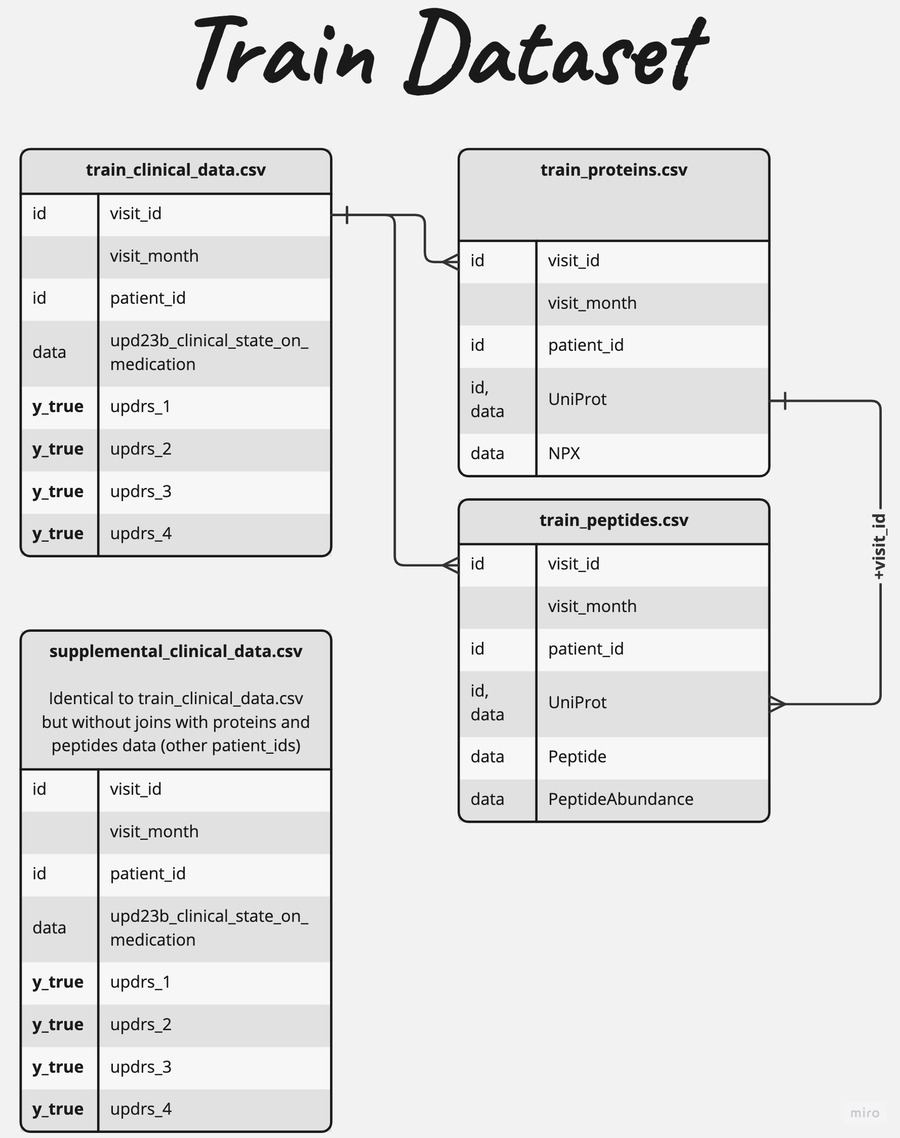 Train Dataset
train_clinical_data.csv
id visit_id
visit_month
id patient_id
data upd23b_clinical_state_on_
medication
y_true updrs_1
y_true updrs_2
y_true updrs_3
y_true updrs_4
train_proteins.csv
id visit_id
visit_month
id patient_id
id,
data UniProt
data NPX
+visit_id
train_peptides.csv
id visit_id
visit_month
id patient_id
id,
data UniProt
data Peptide
data PeptideAbundance
supplemental_clinical_data.csv
Identical to train_clinical_data.csv
but without joins with proteins and
peptides data (other patient_ids)
id visit_id
visit_month
id patient_id
data upd23b_clinical_state_on_
medication
y_true updrs_1
y_true updrs_2
y_true updrs_3
y_true updrs_4
miro